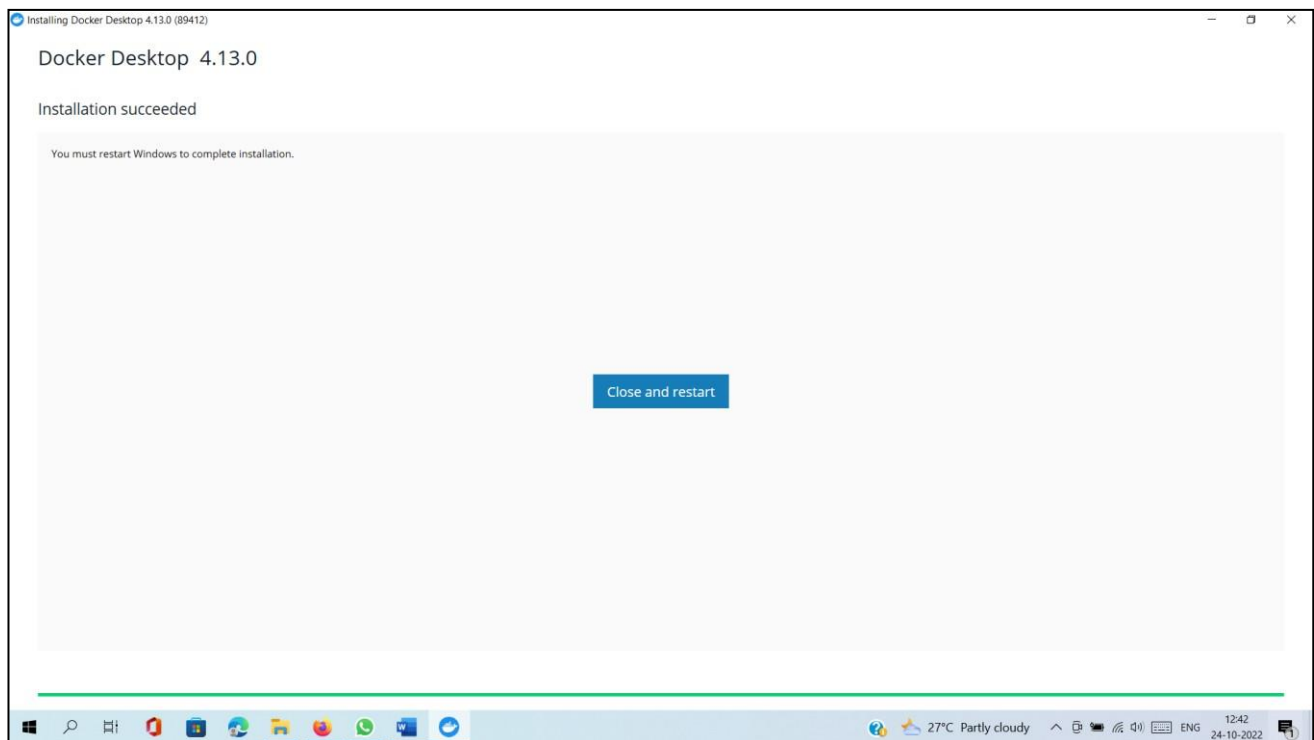 Installing Docker Desktop 4.13.0 (89412)
Docker Desktop 4.13.0
Installation succeeded
You must restart Windows to complete installation.
Close and restart
27°C Partly cloudy
ENG
12:42
24-10-2022